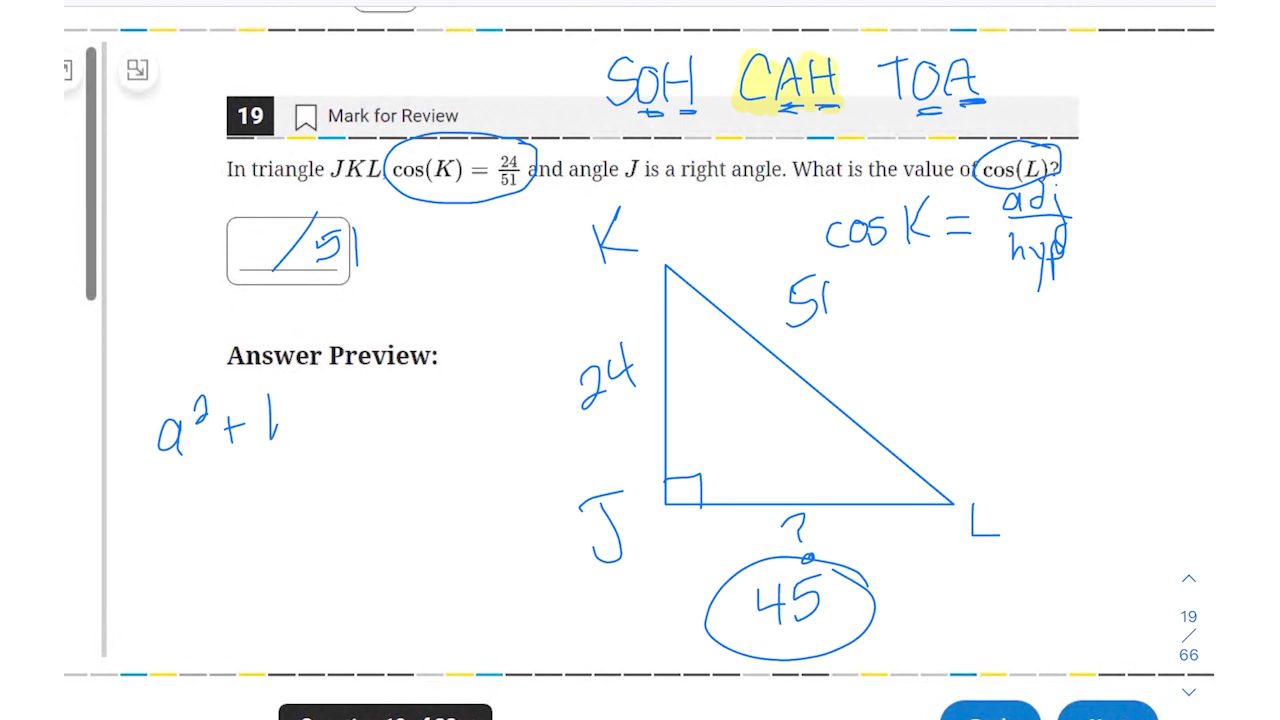 SOH CAH TOA
19 Mark for Review
In triangle JKL, cos(K) = 24/51 and angle J is a right angle. What is the value of cos(L)?
cos K = adj/hyp
/51
K
51
Answer Preview:
24
a² + l
J
?
L
45
19
/
66